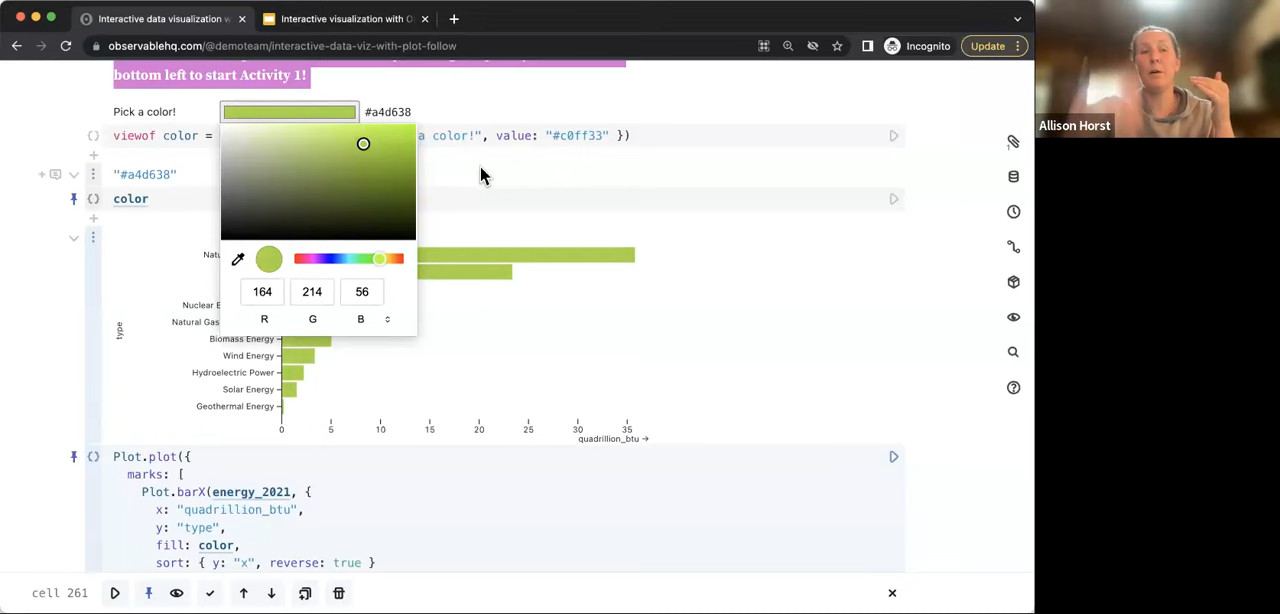 Interactive data visualization w
Interactive visualization with O
observablehq.com/@demoteam/interactive-data-viz-with-plot-follow
Incognito
Update
bottom left to start Activity 1!
Allison Horst
Pick a color!
#a4d638
viewof color =
a color!", value: "#c0ff33" })
"#a4d638"
color
Natu
164
214
56
R
G
B
Nuclear E
Natural Gas
type
Biomass Energy
Wind Energy
Hydroelectric Power
Solar Energy
Geothermal Energy
0 5 10 15 20 25 30 35
quadrillion_btu →
Plot.plot({
marks: [
Plot.barX(energy_2021, {
x: "quadrillion_btu",
y: "type",
fill: color,
sort: { y: "x", reverse: true }
cell 261